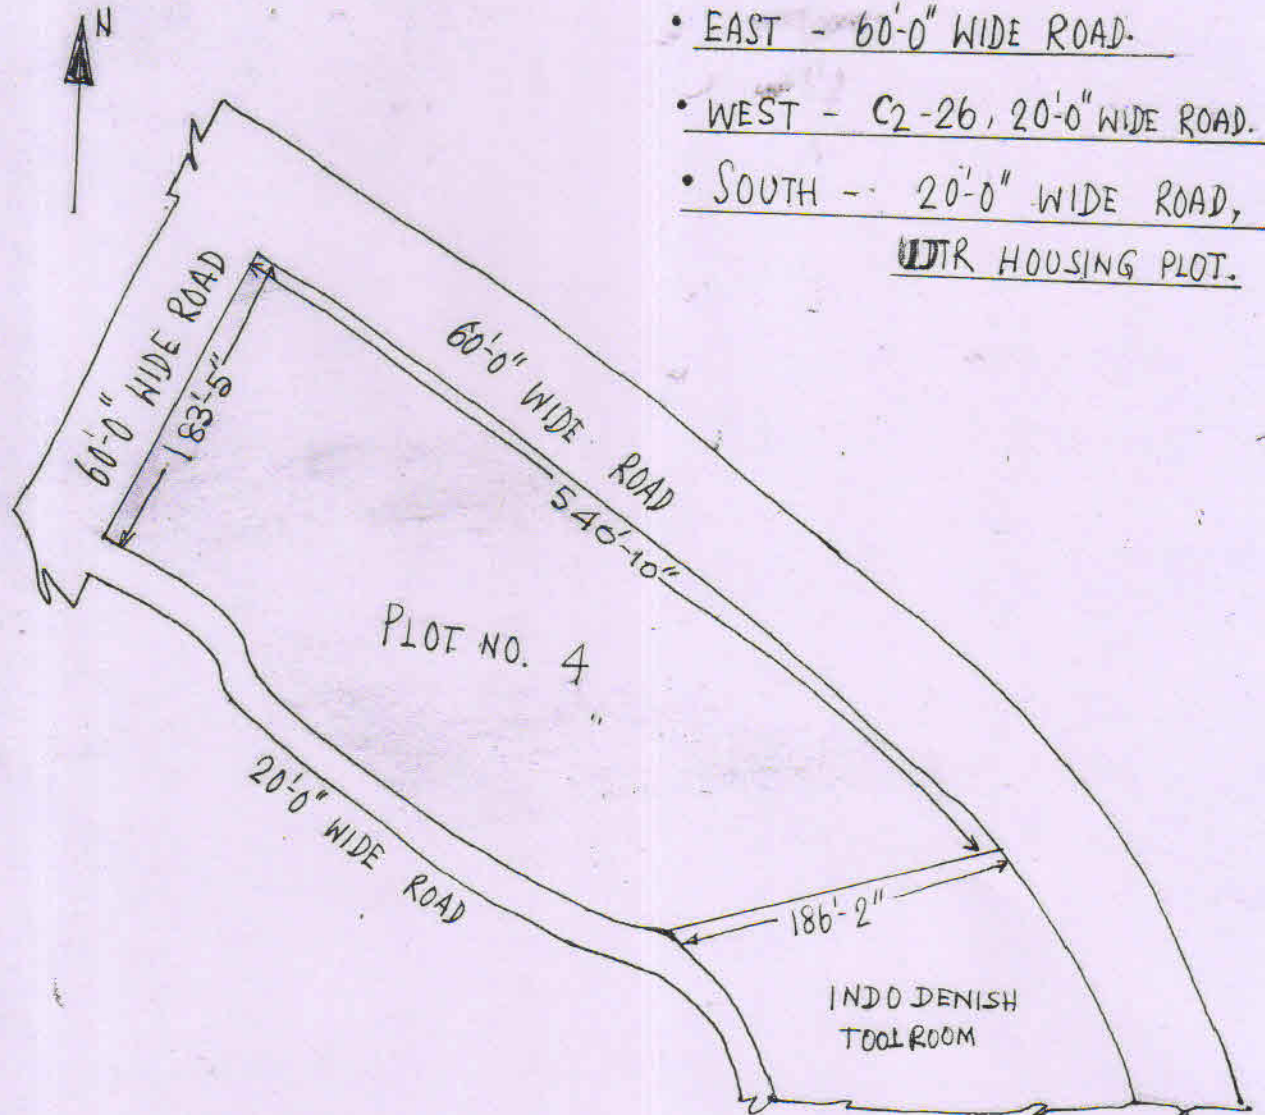 N
• EAST - 60'-0" WIDE ROAD.
• WEST - C2-26, 20'-0" WIDE ROAD.
• SOUTH - 20'-0" WIDE ROAD,
IDTR HOUSING PLOT.
60'-0" WIDE ROAD
183'-5"
60'-0" WIDE ROAD
540'-10"
PLOT NO. 4
20'-0" WIDE ROAD
186'-2"
INDO DENISH
TOOL ROOM